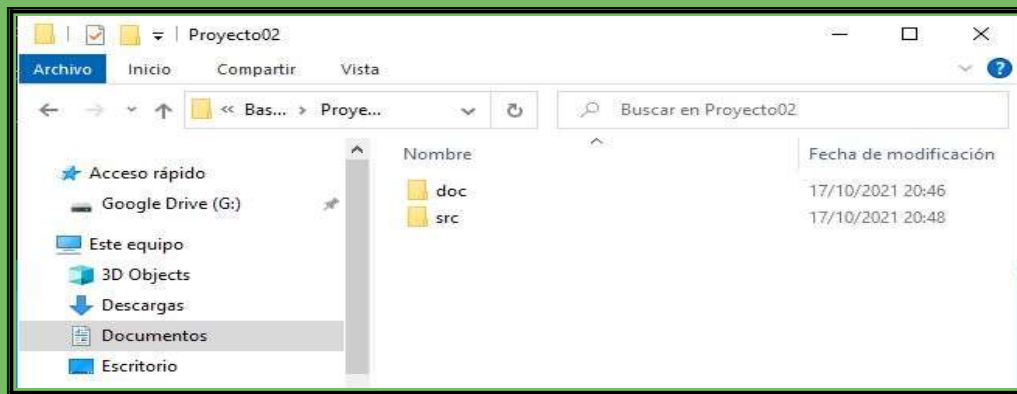 Proyecto02
Archivo Inicio Compartir Vista
« Bas... › Proye... Buscar en Proyecto02
Nombre Fecha de modificación
Acceso rápido
Google Drive (G:)
Este equipo
3D Objects
Descargas
Documentos
Escritorio
doc 17/10/2021 20:46
src 17/10/2021 20:48